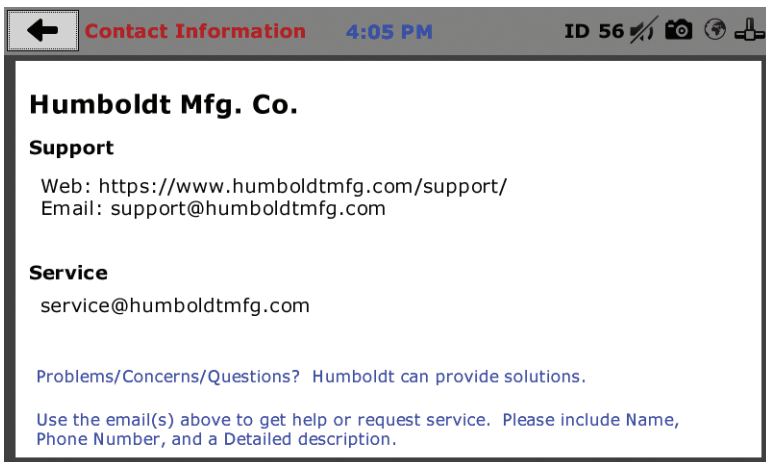 Contact Information 4:05 PM ID 56
Humboldt Mfg. Co.
Support
Web: https://www.humboldtmfg.com/support/
Email: support@humboldtmfg.com
Service
service@humboldtmfg.com
Problems/Concerns/Questions?  Humboldt can provide solutions.
Use the email(s) above to get help or request service.  Please include Name,
Phone Number, and a Detailed description.